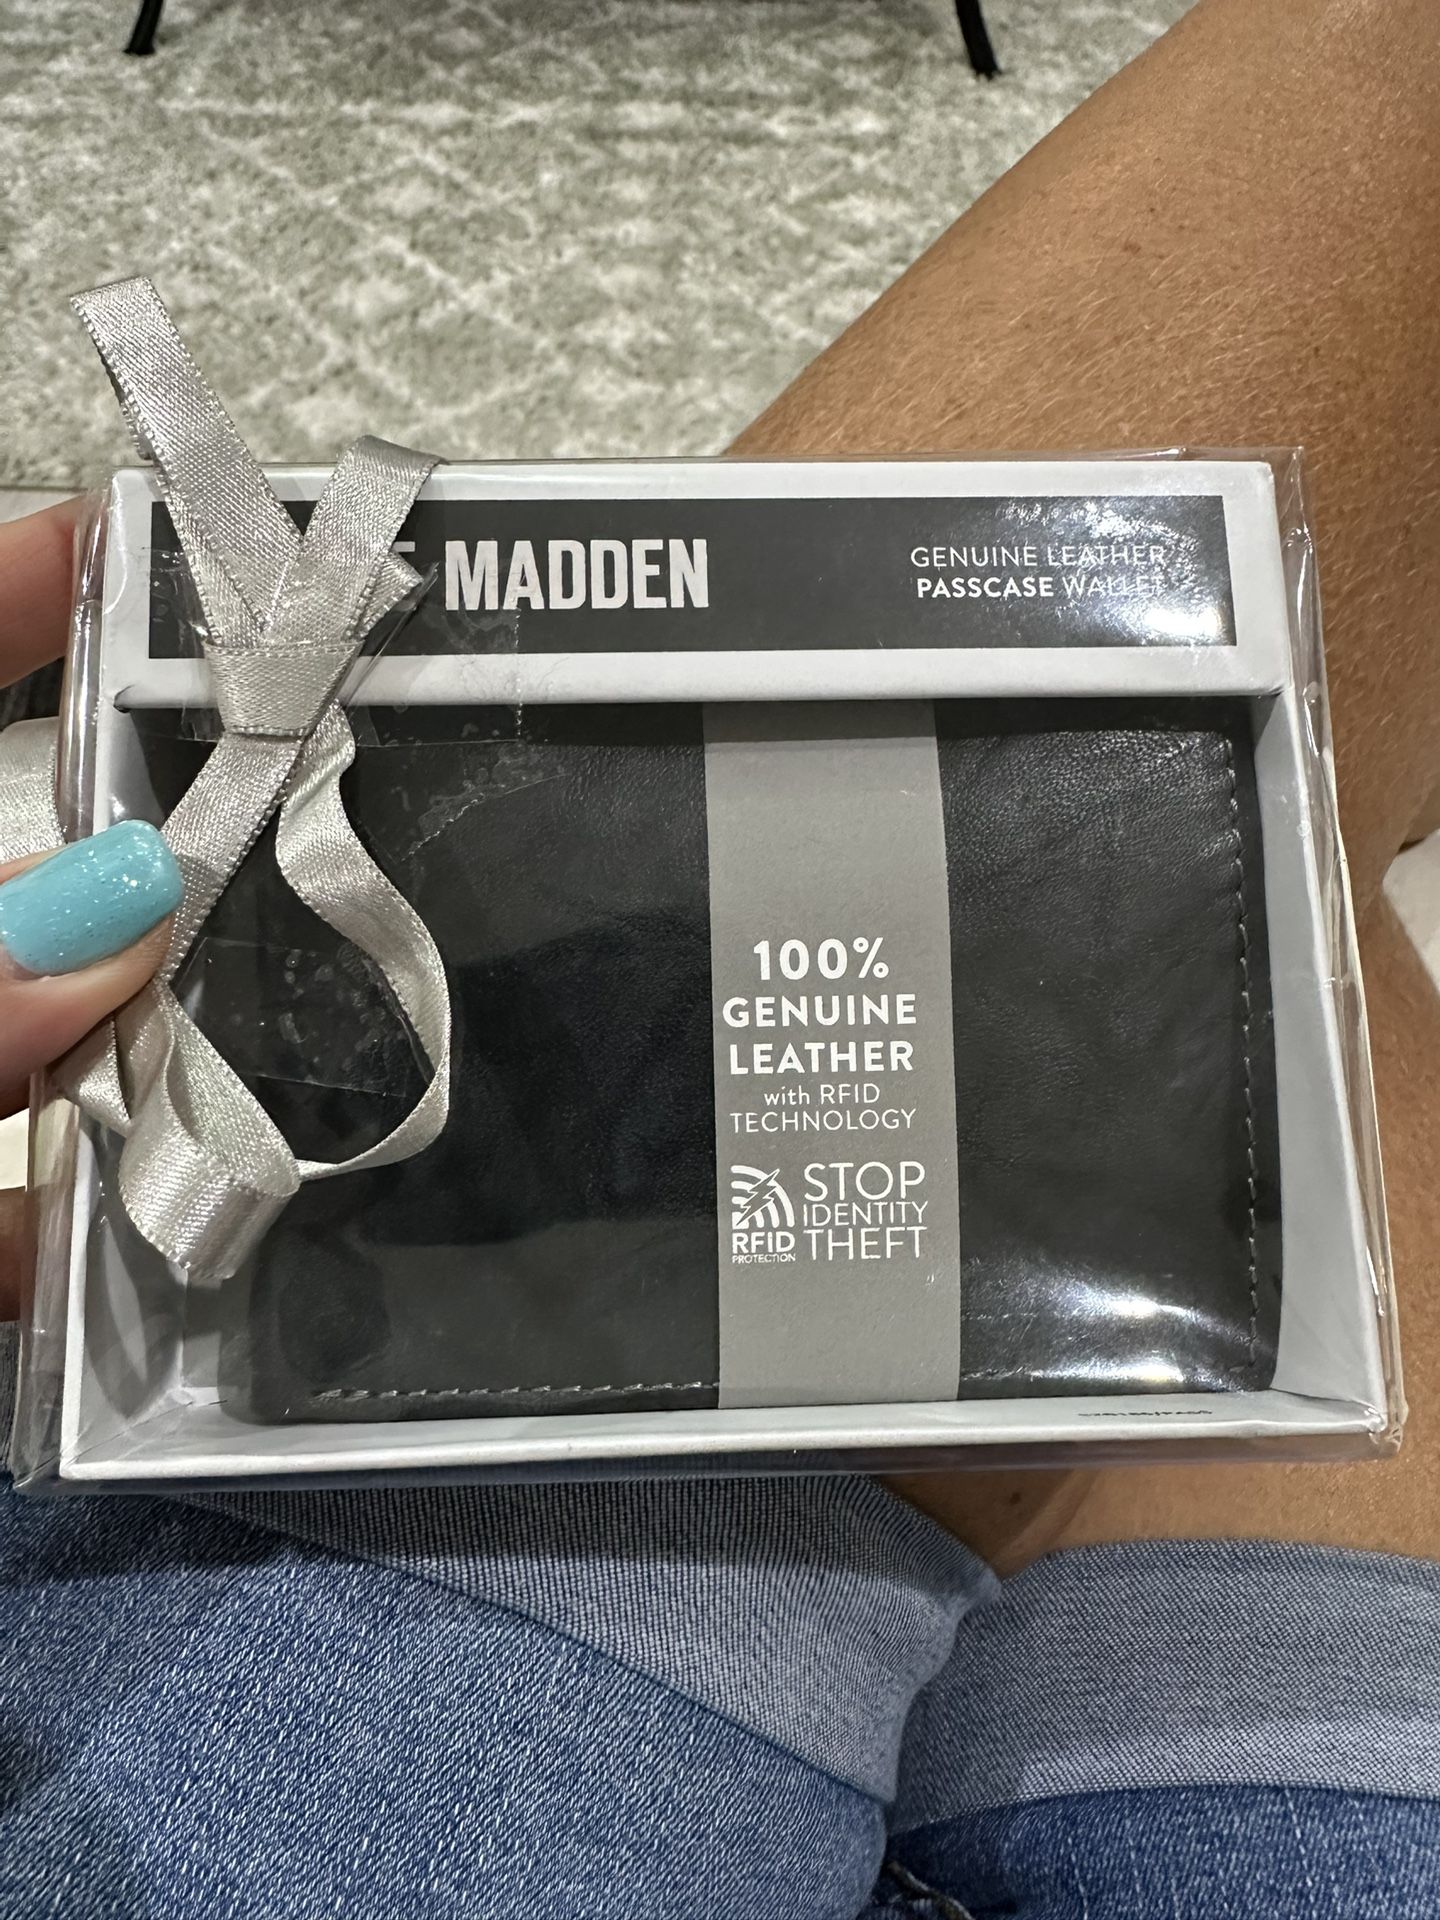 MADDEN
GENUINE LEATHER
PASSCASE WALLET
100%
GENUINE
LEATHER
with RFID
TECHNOLOGY
RFID
PROTECTION
STOP
IDENTITY
THEFT